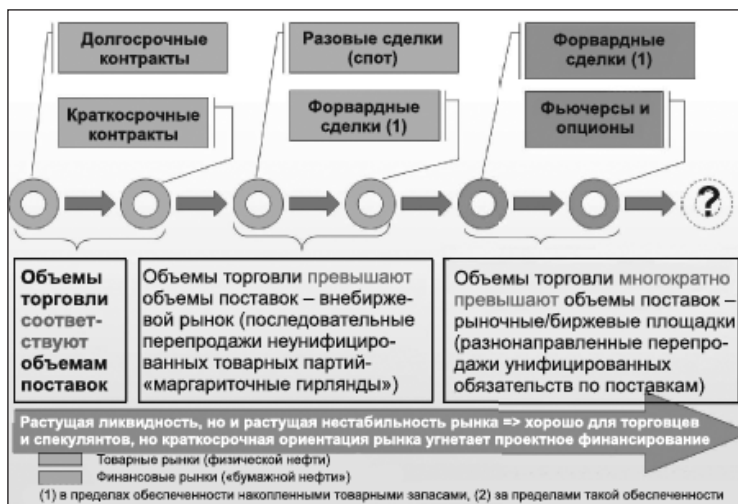 Долгосрочные
контракты
Разовые сделки
(спот)
Форвардные
сделки (1)
Краткосрочные
контракты
Форвардные
сделки (1)
Фьючерсы и
опционы
?
Объемы
торговли
соответ-
ствуют
объемам
поставок
Объемы торговли превышают
объемы поставок – внебирже-
вой рынок (последовательные
перепродажи неунифициро-
ванных товарных партий-
«маргариточные гирлянды»)
Объемы торговли многократно
превышают объемы поставок –
рыночные/биржевые площадки
(разнонаправленные перепро-
дажи унифицированных
обязательств по поставкам)
Растущая ликвидность, но и растущая нестабильность рынка => хорошо для торговцев
и спекулянтов, но краткосрочная ориентация рынка угнетает проектное финансирование
Товарные рынки (физической нефти)
Финансовые рынки («бумажной нефти»)
(1) в пределах обеспеченности накопленными товарными запасами, (2) за пределами такой обеспеченности